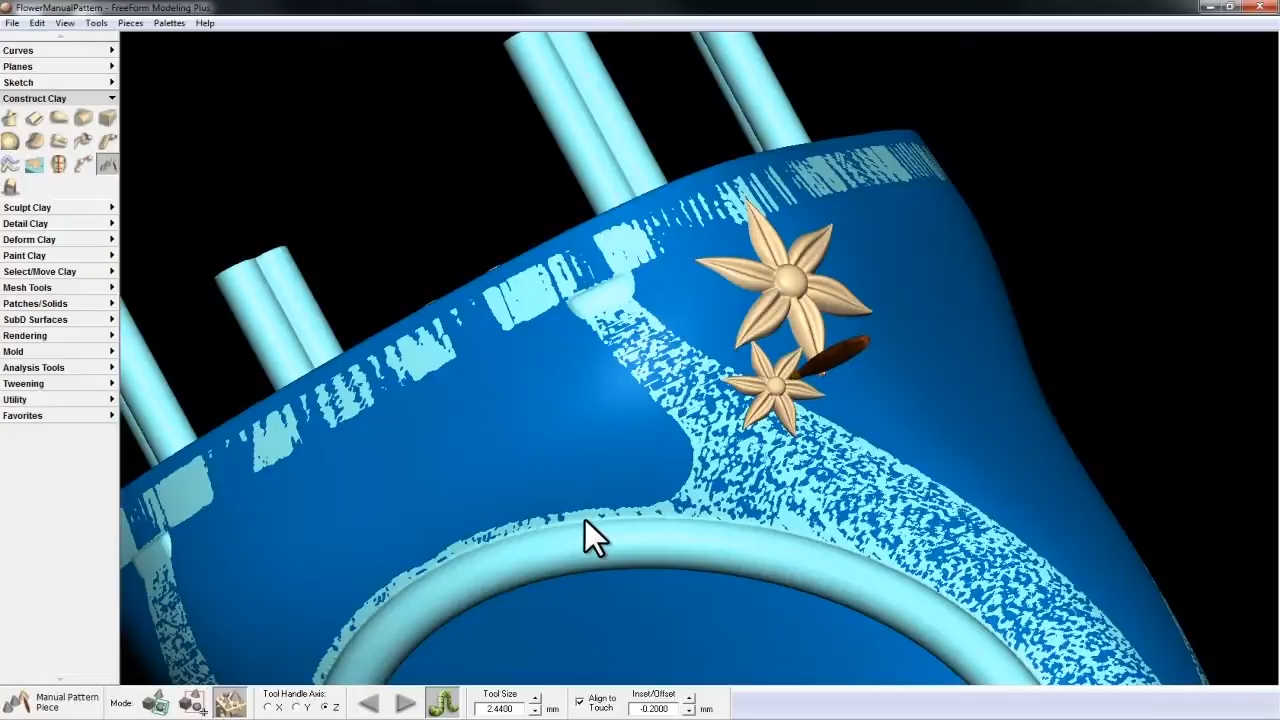 FlowerManualPattern - FreeForm Modeling Plus
File Edit View Tools Pieces Palettes Help
Curves
Planes
Sketch
Construct Clay
Sculpt Clay
Detail Clay
Deform Clay
Paint Clay
Select/Move Clay
Mesh Tools
Patches/Solids
SubD Surfaces
Rendering
Mold
Analysis Tools
Tweening
Utility
Favorites
Manual Pattern
Piece
Mode:
Tool Handle Axis:
X Y Z
Tool Size
2.4400 mm
Align to
Touch
Inset/Offset
-0.2000 mm